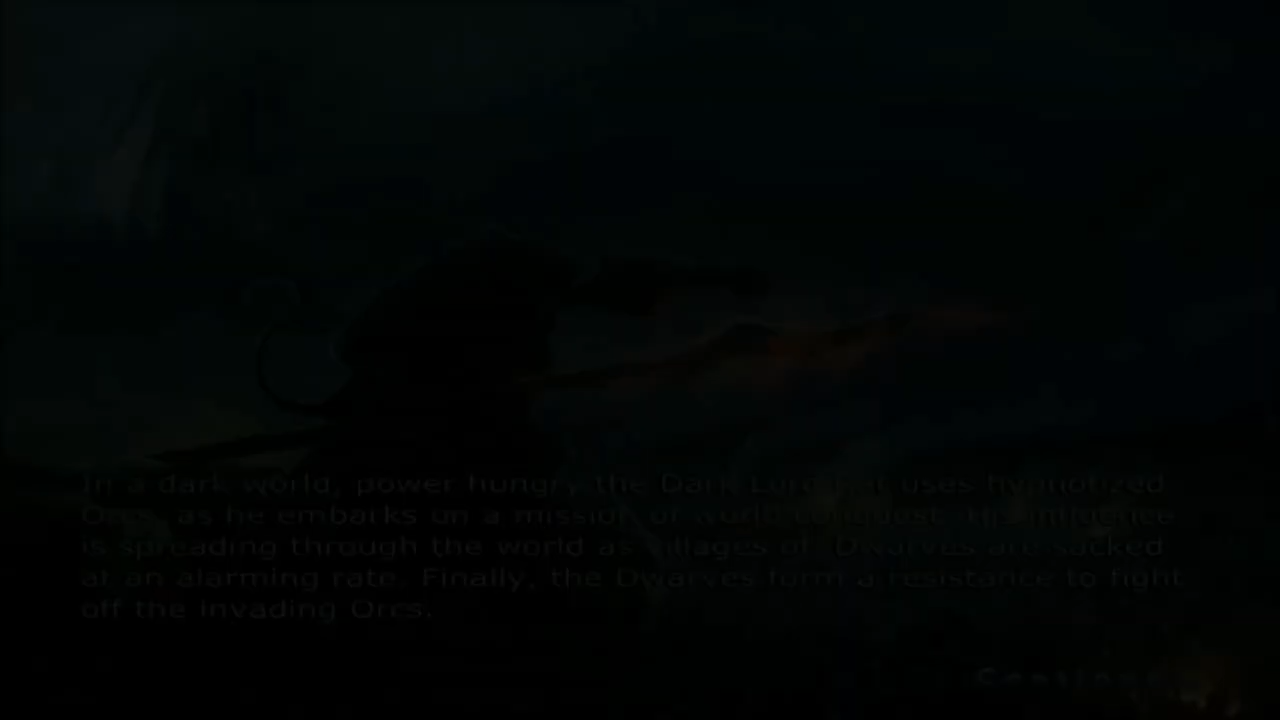 In a dark world, power hungry the Dark Lord uses hypnotized
Orcs, as he embarks on a mission of world conquest. His influence
is spreading through the world as villages of Dwarves are sacked
at an alarming rate. Finally, the Dwarves form a resistance to fight
off the invading Orcs.